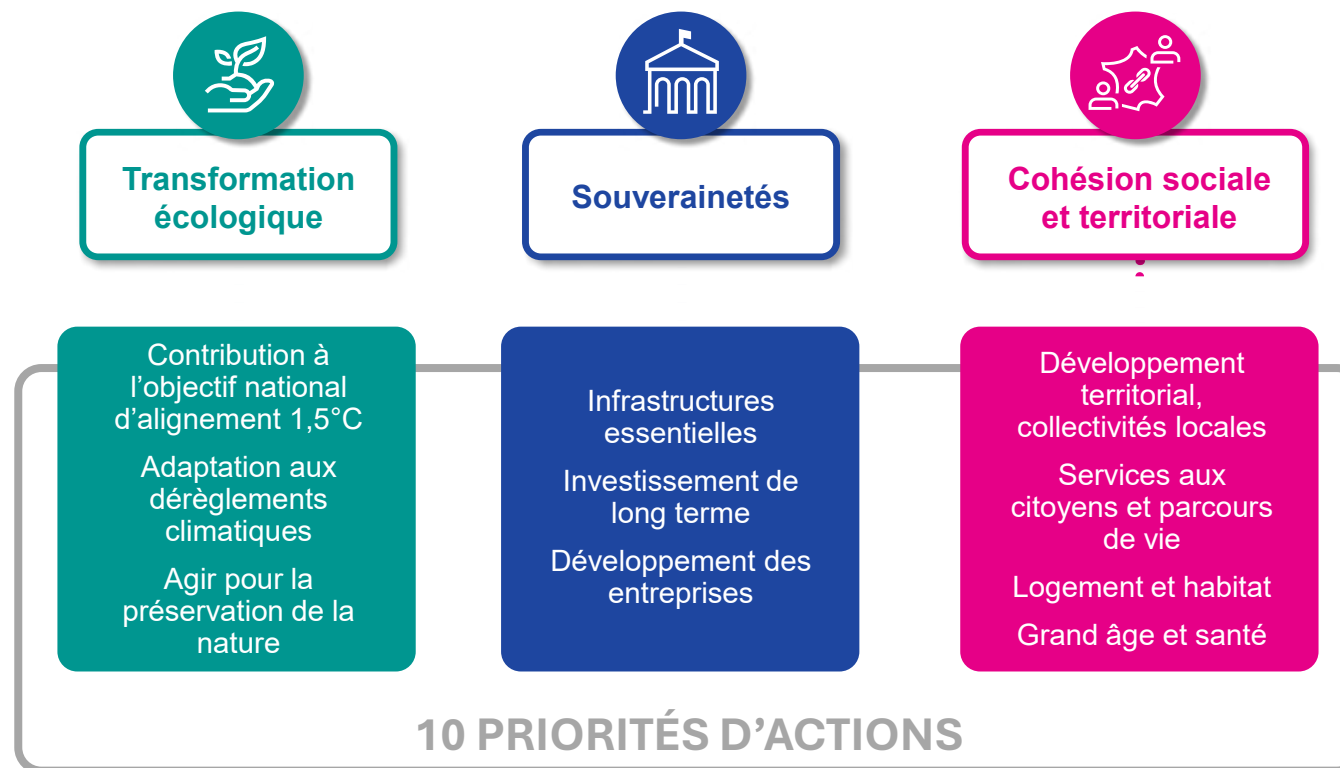 Transformation
écologique
Souverainetés
Cohésion sociale
et territoriale
Contribution à
l’objectif national
d’alignement 1,5°C
Adaptation aux
dérèglements
climatiques
Agir pour la
préservation de la
nature
Infrastructures
essentielles
Investissement de
long terme
Développement des
entreprises
Développement
territorial,
collectivités locales
Services aux
citoyens et parcours
de vie
Logement et habitat
Grand âge et santé
10 PRIORITÉS D’ACTIONS